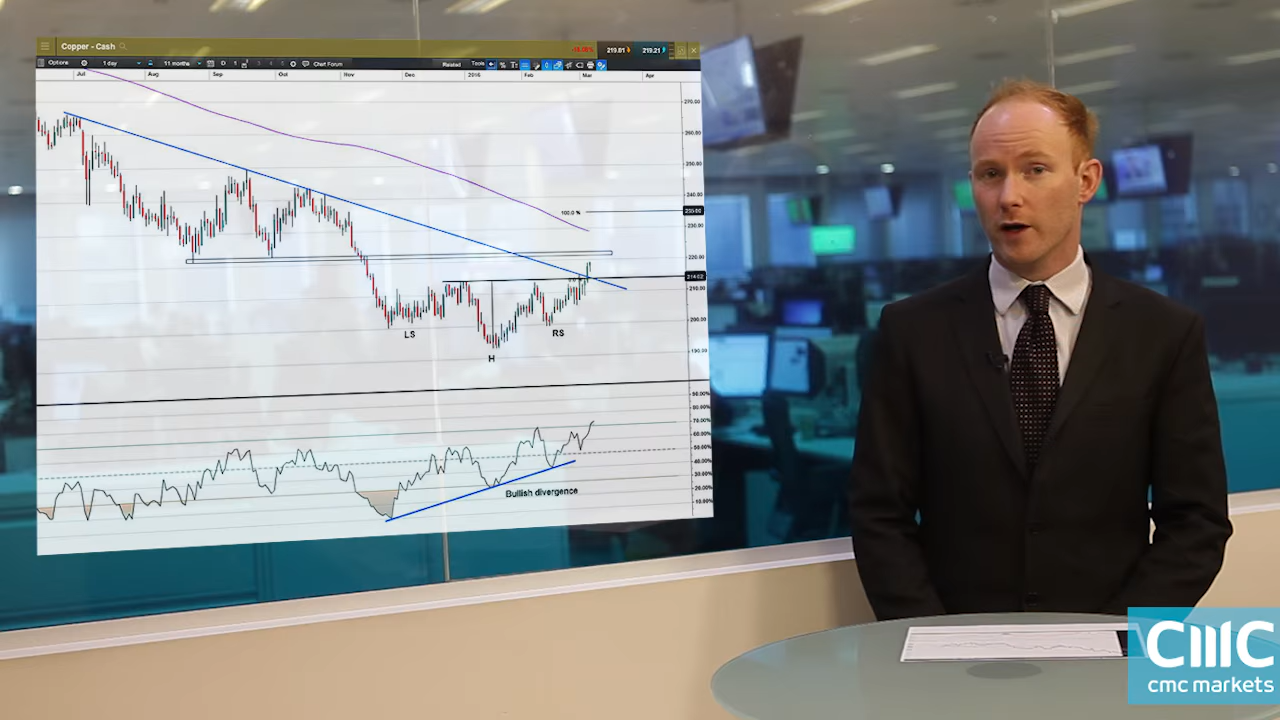 Copper - Cash
219.81 219.21
Options 1 day 11 months D 1 Chart Forum Related Tools
Jul Aug Sep Oct Nov Dec 2016 Feb Mar Apr
270.00
260.00
250.00
240.00
100.0 %
230.00
220.00
214.02
210.00
200.00
LS RS
H
190.00
90.00%
80.00%
70.00%
60.00%
50.00%
40.00%
30.00%
Bullish divergence
20.00%
10.00%
CMC
cmc markets